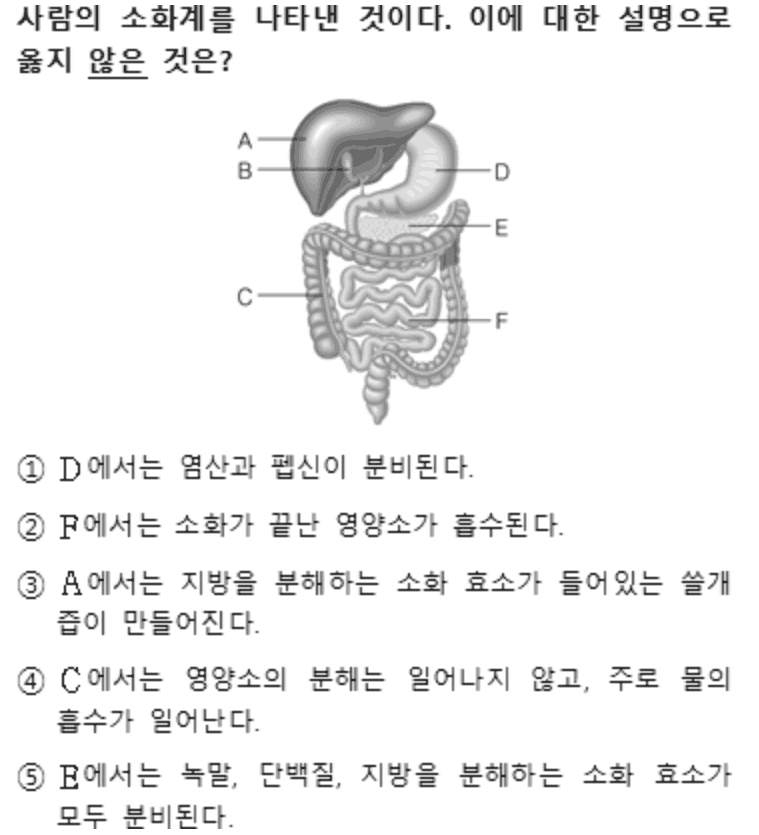 사람의 소화계를 나타낸 것이다. 이에 대한 설명으로
옳지 않은 것은?
A
B
D
E
C
F
① D에서는 염산과 펩신이 분비된다.
② F에서는 소화가 끝난 영양소가 흡수된다.
③ A에서는 지방을 분해하는 소화 효소가 들어있는 쓸개
즙이 만들어진다.
④ C에서는 영양소의 분해는 일어나지 않고, 주로 물의
흡수가 일어난다.
⑤ E에서는 녹말, 단백질, 지방을 분해하는 소화 효소가
모두 분비된다.